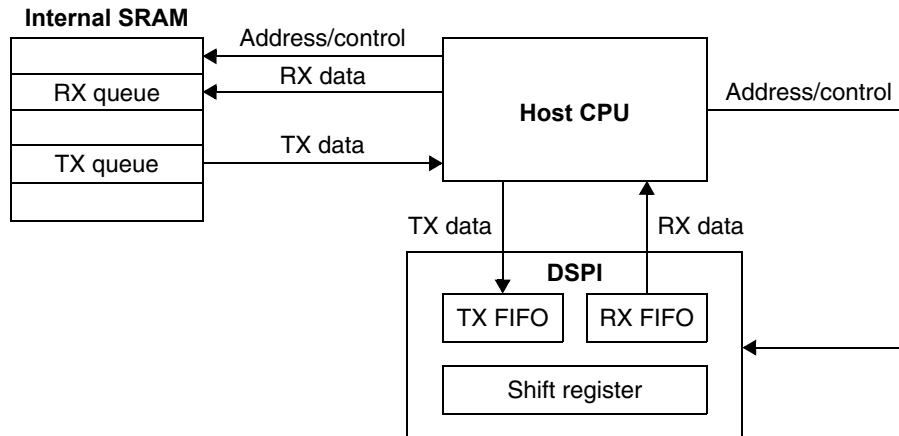 Internal SRAM
Address/control
RX data
RX queue
Host CPU
Address/control
TX data
TX queue
TX data
RX data
DSPI
TX FIFO
RX FIFO
Shift register